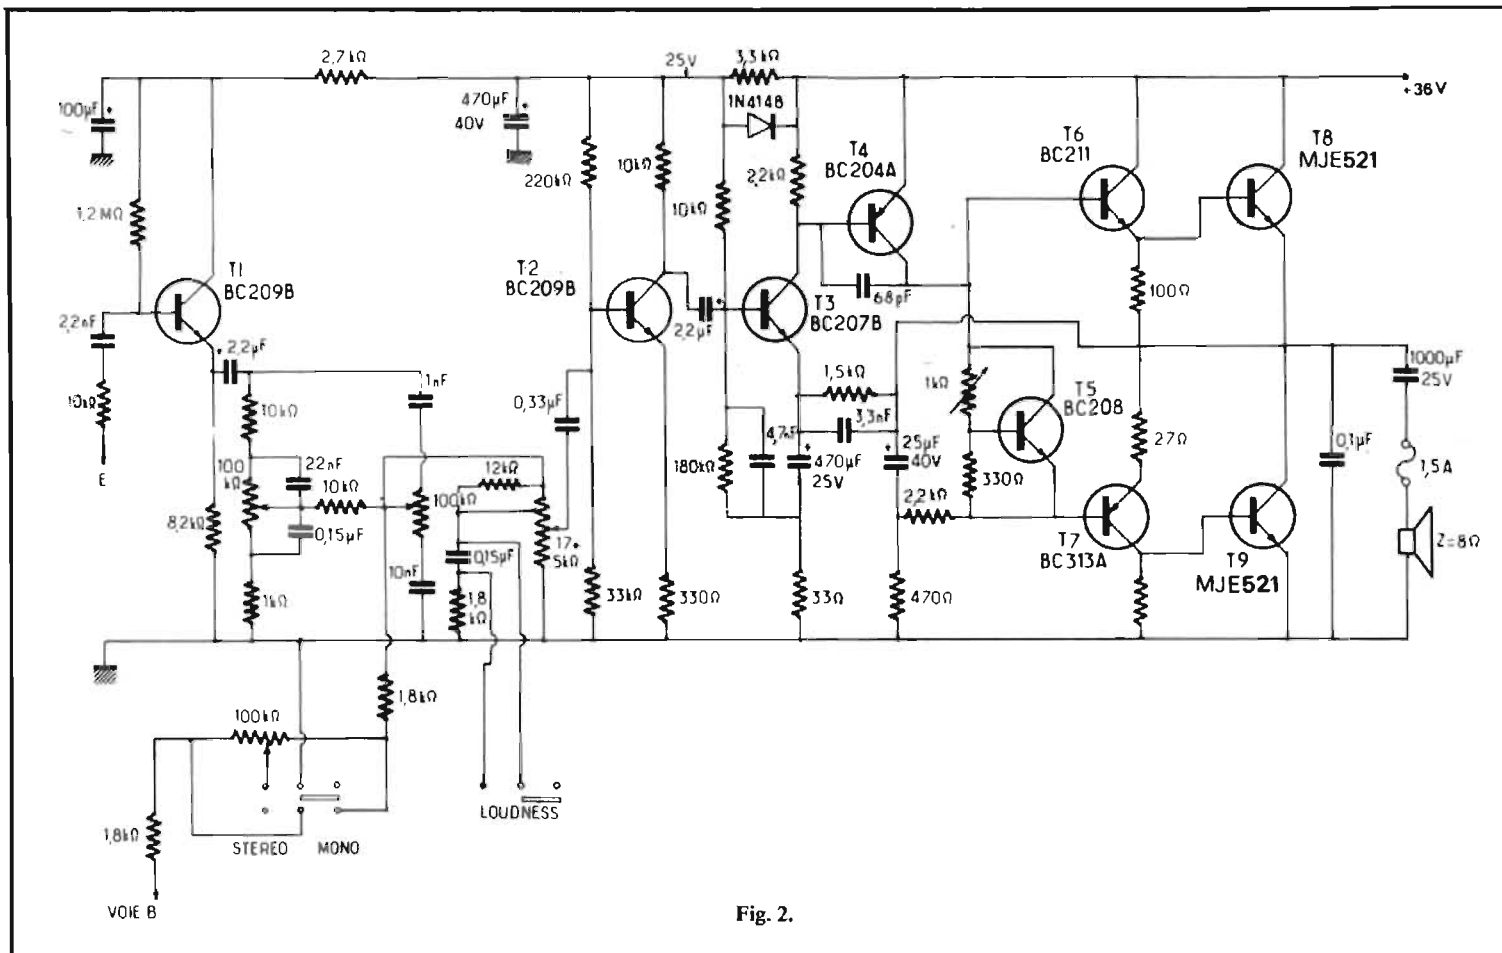 2,7kΩ
25V
3,3kΩ
+36V
100µF
470µF
40V
1N4148
T6
BC211
T8
MJE521
T4
BC204A
220kΩ
10kΩ
10kΩ
2,2kΩ
1,2MΩ
T1
BC209B
T2
BC209B
68pF
100Ω
2,2nF
2,2µF
2,2µF
T3
BC207B
10kΩ
E
10kΩ
1nF
0,33µF
1,5kΩ
1kΩ
T5
BC208
1000µF
25V
100
kΩ
22nF
10kΩ
0,15µF
100kΩ
12kΩ
17+
5kΩ
180kΩ
4,7nF
3,3nF
470µF
25V
25µF
40V
330Ω
27Ω
0,1µF
1,5A
8,2kΩ
2,2kΩ
0,15µF
Z=8Ω
T7
BC313A
T9
MJE521
10nF
1kΩ
1,8
kΩ
33kΩ
330Ω
33Ω
470Ω
1,8kΩ
100kΩ
1,8kΩ
STEREO
MONO
LOUDNESS
VOIE B
Fig. 2.